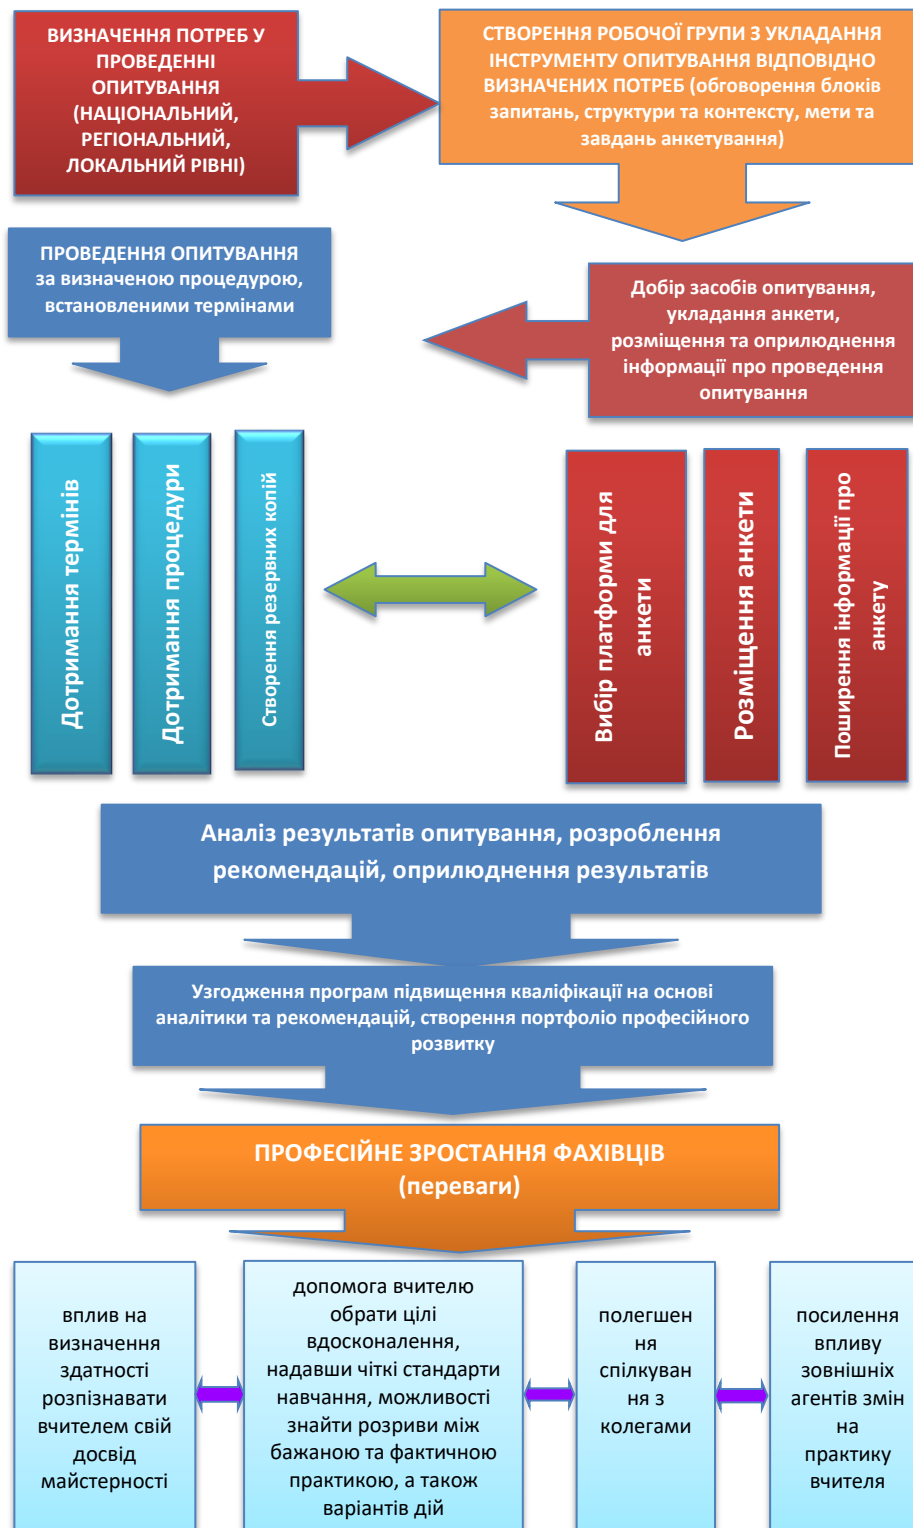 ВИЗНАЧЕННЯ ПОТРЕБ У
ПРОВЕДЕННІ
ОПИТУВАННЯ
(НАЦІОНАЛЬНИЙ,
РЕГІОНАЛЬНИЙ,
ЛОКАЛЬНИЙ РІВНІ)
СТВОРЕННЯ РОБОЧОЇ ГРУПИ З УКЛАДАННЯ
ІНСТРУМЕНТУ ОПИТУВАННЯ ВІДПОВІДНО
ВИЗНАЧЕНИХ ПОТРЕБ (обговорення блоків
запитань, структури та контексту, мети та
завдань анкетування)
ПРОВЕДЕННЯ ОПИТУВАННЯ
за визначеною процедурою,
встановленими термінами
Добір засобів опитування,
укладання анкети,
розміщення та оприлюднення
інформації про проведення
опитування
Дотримання термінів
Дотримання процедури
Створення резервних копій
Вибір платформи для
анкети
Розміщення анкети
Поширення інформації про
анкету
Аналіз результатів опитування, розроблення
рекомендацій, оприлюднення результатів
Узгодження програм підвищення кваліфікації на основі
аналітики та рекомендацій, створення портфоліо професійного
розвитку
ПРОФЕСІЙНЕ ЗРОСТАННЯ ФАХІВЦІВ
(переваги)
вплив на
визначення
здатності
розпізнавати
вчителем свій
досвід
майстерності
допомога вчителю
обрати цілі
вдосконалення,
надавши чіткі стандарти
навчання, можливості
знайти розриви між
бажаною та фактичною
практикою, а також
варіантів дій
полегшен
ня
спілкуван
ня з
колегами
посилення
впливу
зовнішніх
агентів змін
на
практику
вчителя